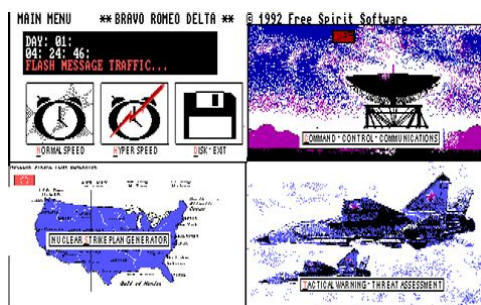 MAIN MENU ** BRAVO ROMEO DELTA ** © 1992 Free Spirit Software
DAY: 01:
04: 24: 46:
FLASH MESSAGE TRAFFIC...
NORMAL SPEED
HYPER SPEED
DISK-EXIT
COMMAND-CONTROL-COMMUNICATIONS
NUCLEAR STRIKE PLAN GENERATOR
Gulf of Mexico
TACTICAL WARNING-THREAT ASSESSMENT